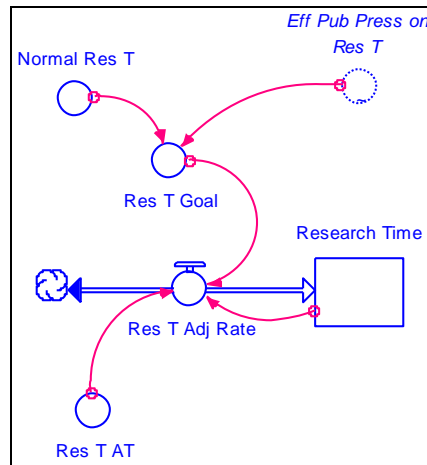 Eff Pub Press on
Res T
Normal Res T
Res T Goal
Research Time
Res T Adj Rate
Res T AT